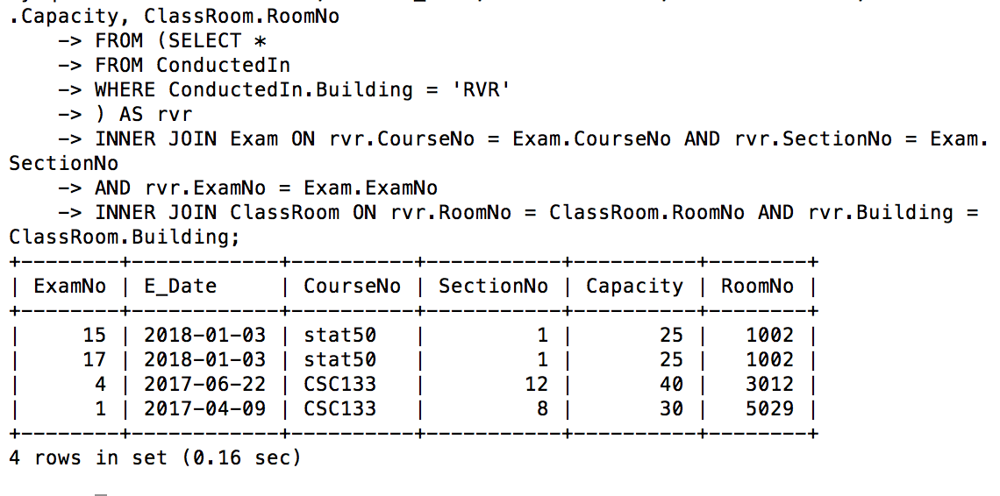 .Capacity, ClassRoom.RoomNo
    -> FROM (SELECT *
    -> FROM ConductedIn
    -> WHERE ConductedIn.Building = 'RVR'
    -> ) AS rvr
    -> INNER JOIN Exam ON rvr.CourseNo = Exam.CourseNo AND rvr.SectionNo = Exam.
SectionNo
    -> AND rvr.ExamNo = Exam.ExamNo
    -> INNER JOIN ClassRoom ON rvr.RoomNo = ClassRoom.RoomNo AND rvr.Building =
ClassRoom.Building;
+--------+------------+----------+-----------+----------+--------+
| ExamNo | E_Date     | CourseNo | SectionNo | Capacity | RoomNo |
+--------+------------+----------+-----------+----------+--------+
|     15 | 2018-01-03 | stat50   |         1 |       25 |   1002 |
|     17 | 2018-01-03 | stat50   |         1 |       25 |   1002 |
|      4 | 2017-06-22 | CSC133   |        12 |       40 |   3012 |
|      1 | 2017-04-09 | CSC133   |         8 |       30 |   5029 |
+--------+------------+----------+-----------+----------+--------+
4 rows in set (0.16 sec)